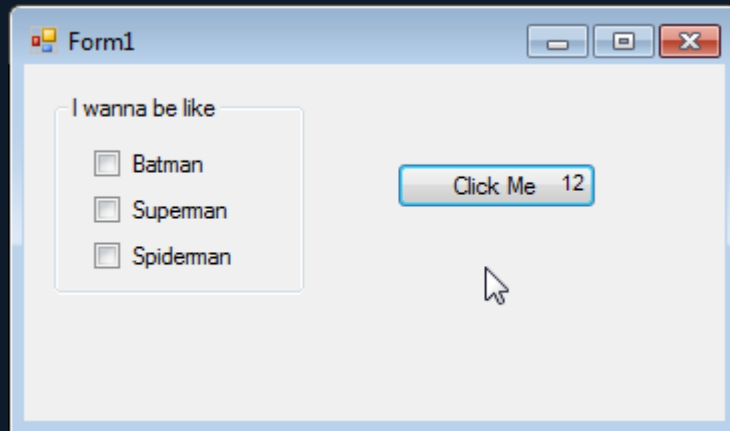 Form1
I wanna be like
Batman
Superman
Spiderman
Click Me 12